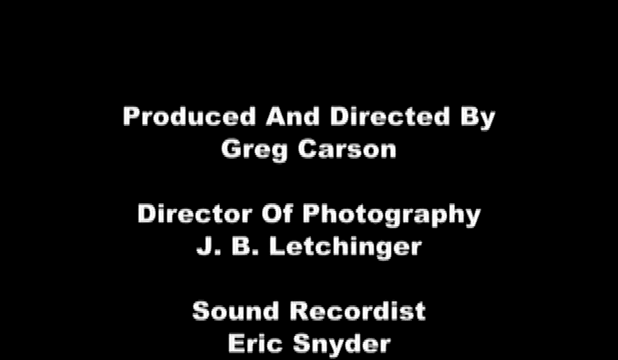 Produced And Directed By
Greg Carson
Director Of Photography
J. B. Letchinger
Sound Recordist
Eric Snyder